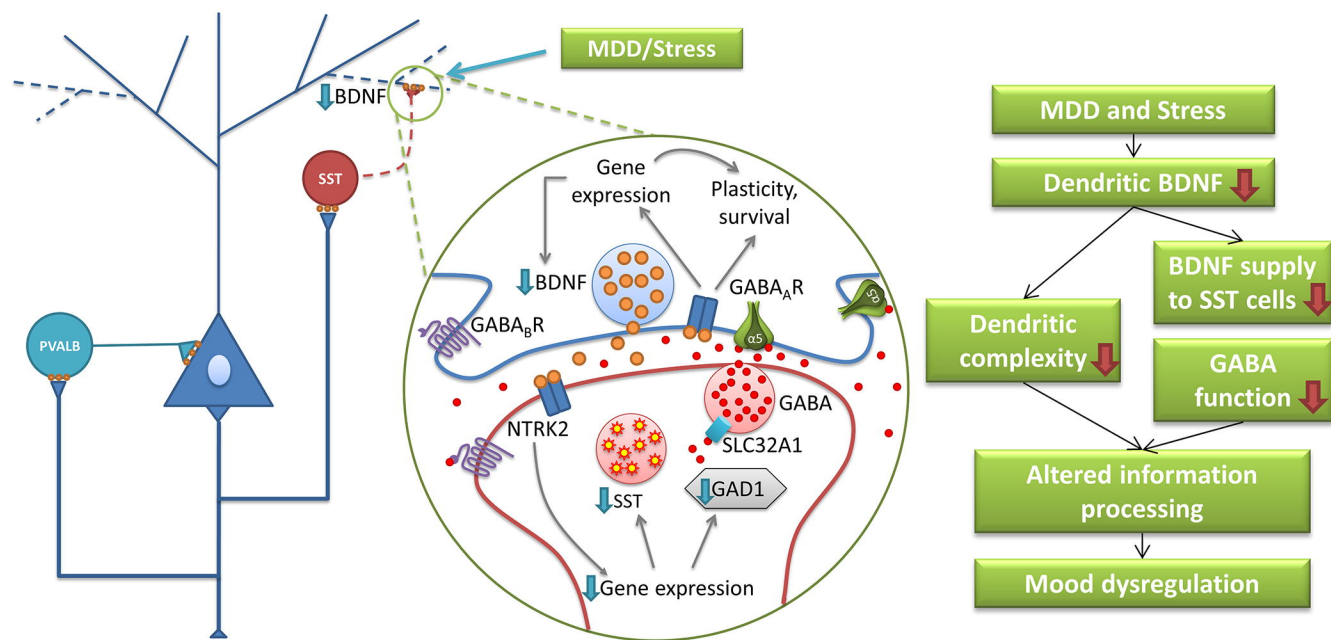 MDD/Stress
BDNF
SST
PVALB
Gene
expression
Plasticity,
survival
BDNF
GABAAR
α5
α5
GABABR
NTRK2
GABA
SLC32A1
SST
GAD1
Gene expression
MDD and Stress
Dendritic BDNF
BDNF supply
to SST cells
Dendritic
complexity
GABA
function
Altered information
processing
Mood dysregulation